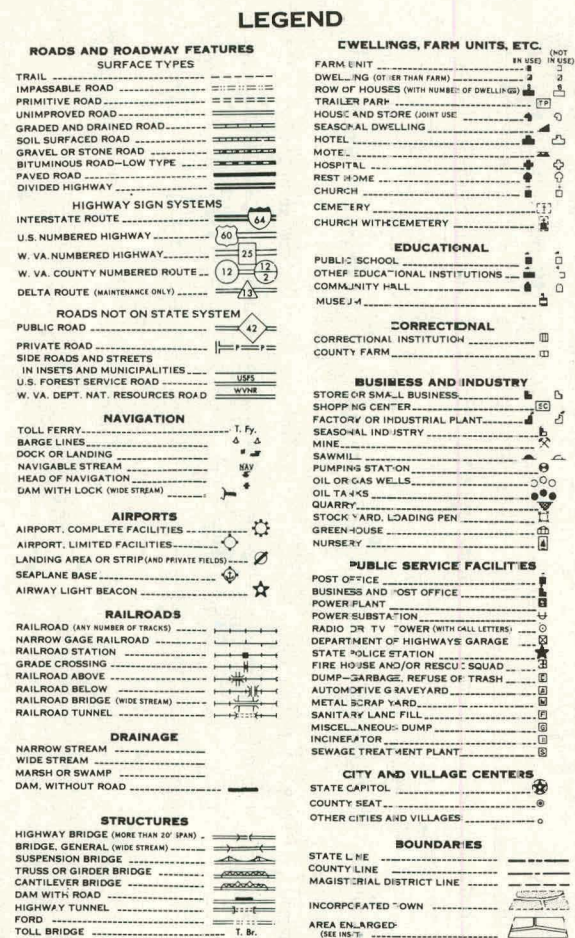 LEGEND
ROADS AND ROADWAY FEATURES
SURFACE TYPES
TRAIL
IMPASSABLE ROAD
PRIMITIVE ROAD
UNIMPROVED ROAD
GRADED AND DRAINED ROAD
SOIL SURFACED ROAD
GRAVEL OR STONE ROAD
BITUMINOUS ROAD—LOW TYPE
PAVED ROAD
DIVIDED HIGHWAY
HIGHWAY SIGN SYSTEMS
INTERSTATE ROUTE 64
U.S. NUMBERED HIGHWAY 60
W. VA. NUMBERED HIGHWAY 25
W. VA. COUNTY NUMBERED ROUTE 12 12/2
DELTA ROUTE (MAINTENANCE ONLY) 13
ROADS NOT ON STATE SYSTEM
PUBLIC ROAD 42
PRIVATE ROAD P P
SIDE ROADS AND STREETS
IN INSETS AND MUNICIPALITIES
U.S. FOREST SERVICE ROAD USFS
W. VA. DEPT. NAT. RESOURCES ROAD WVNR
NAVIGATION
TOLL FERRY T. Fy.
BARGE LINES
DOCK OR LANDING
NAVIGABLE STREAM NAV
HEAD OF NAVIGATION
DAM WITH LOCK (WIDE STREAM)
AIRPORTS
AIRPORT, COMPLETE FACILITIES
AIRPORT, LIMITED FACILITIES
LANDING AREA OR STRIP (AND PRIVATE FIELDS)
SEAPLANE BASE
AIRWAY LIGHT BEACON
RAILROADS
RAILROAD (ANY NUMBER OF TRACKS)
NARROW GAGE RAILROAD
RAILROAD STATION
GRADE CROSSING
RAILROAD ABOVE
RAILROAD BELOW
RAILROAD BRIDGE (WIDE STREAM)
RAILROAD TUNNEL
DRAINAGE
NARROW STREAM
WIDE STREAM
MARSH OR SWAMP
DAM, WITHOUT ROAD
STRUCTURES
HIGHWAY BRIDGE (MORE THAN 20' SPAN)
BRIDGE, GENERAL (WIDE STREAM)
SUSPENSION BRIDGE
TRUSS OR GIRDER BRIDGE
CANTILEVER BRIDGE
DAM WITH ROAD
HIGHWAY TUNNEL
FORD
TOLL BRIDGE T. Br.
DWELLINGS, FARM UNITS, ETC.
(IN USE) (NOT IN USE)
FARM UNIT
DWELLING (OTHER THAN FARM)
ROW OF HOUSES (WITH NUMBER OF DWELLINGS)
TRAILER PARK TP
HOUSE AND STORE (JOINT USE)
SEASONAL DWELLING
HOTEL
MOTEL
HOSPITAL
REST HOME
CHURCH
CEMETERY
CHURCH WITH CEMETERY
EDUCATIONAL
PUBLIC SCHOOL
OTHER EDUCATIONAL INSTITUTIONS
COMMUNITY HALL
MUSEUM
CORRECTIONAL
CORRECTIONAL INSTITUTION
COUNTY FARM
BUSINESS AND INDUSTRY
STORE OR SMALL BUSINESS
SHOPPING CENTER SC
FACTORY OR INDUSTRIAL PLANT
SEASONAL INDUSTRY
MINE
SAWMILL
PUMPING STATION
OIL OR GAS WELLS
OIL TANKS
QUARRY
STOCK YARD, LOADING PEN
GREENHOUSE
NURSERY
PUBLIC SERVICE FACILITIES
POST OFFICE
BUSINESS AND POST OFFICE
POWER PLANT
POWER SUBSTATION
RADIO OR TV TOWER (WITH CALL LETTERS)
DEPARTMENT OF HIGHWAYS GARAGE
STATE POLICE STATION
FIRE HOUSE AND/OR RESCUE SQUAD
DUMP—GARBAGE, REFUSE OR TRASH
AUTOMOTIVE GRAVEYARD
METAL SCRAP YARD
SANITARY LAND FILL
MISCELLANEOUS DUMP
INCINERATOR
SEWAGE TREATMENT PLANT
CITY AND VILLAGE CENTERS
STATE CAPITOL
COUNTY SEAT
OTHER CITIES AND VILLAGES
BOUNDARIES
STATE LINE
COUNTY LINE
MAGISTERIAL DISTRICT LINE
INCORPORATED TOWN
AREA ENLARGED
(SEE